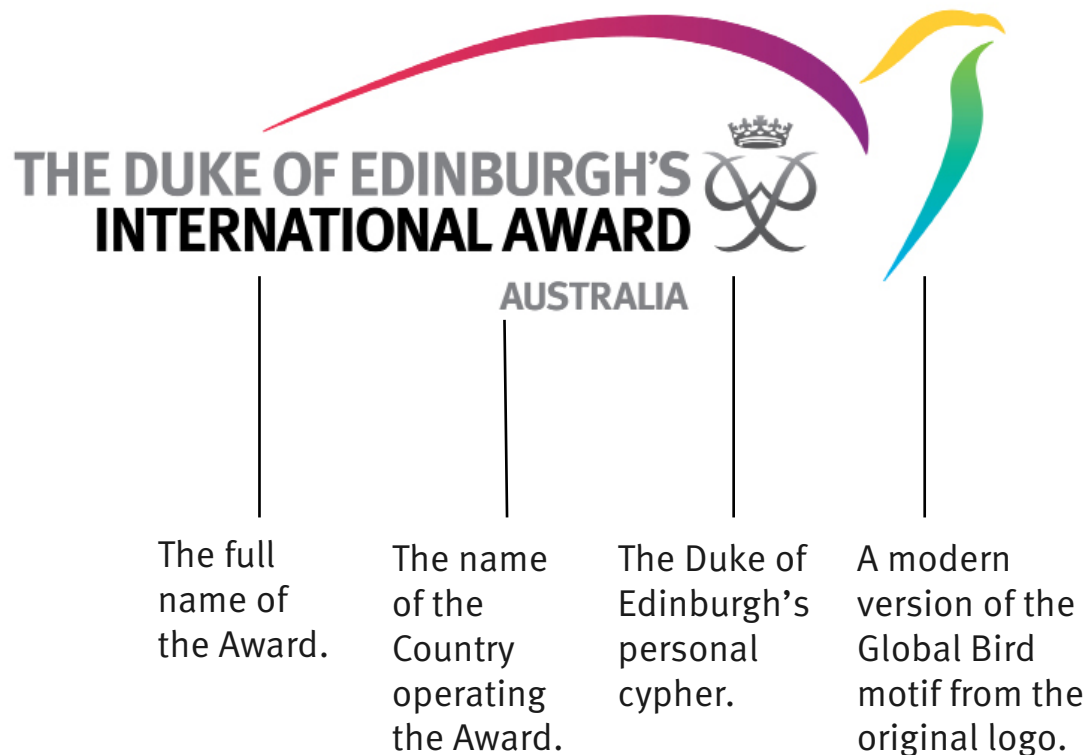 THE DUKE OF EDINBURGH'S
INTERNATIONAL AWARD
AUSTRALIA
The full
name of
the Award.
The name
of the
Country
operating
the Award.
The Duke of
Edinburgh’s
personal
cypher.
A modern
version of the
Global Bird
motif from the
original logo.